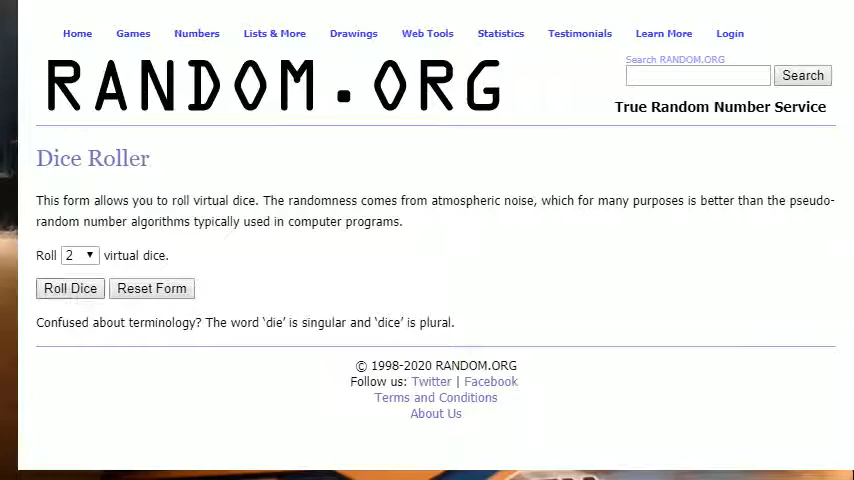 Home Games Numbers Lists & More Drawings Web Tools Statistics Testimonials Learn More Login
RANDOM.ORG
Search RANDOM.ORG
Search
True Random Number Service
Dice Roller
This form allows you to roll virtual dice. The randomness comes from atmospheric noise, which for many purposes is better than the pseudo-
random number algorithms typically used in computer programs.
Roll 2 virtual dice.
Roll Dice Reset Form
Confused about terminology? The word ‘die’ is singular and ‘dice’ is plural.
© 1998-2020 RANDOM.ORG
Follow us: Twitter | Facebook
Terms and Conditions
About Us